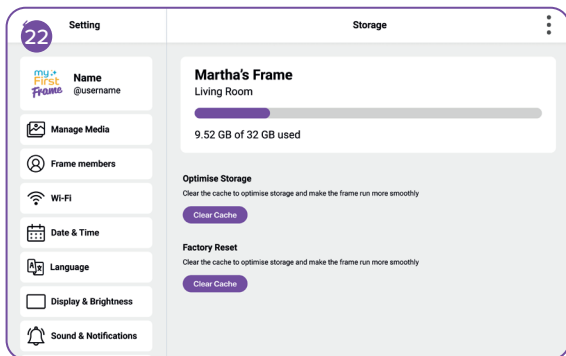 22
Setting
Storage
my
First
Frame
Name
@username
Manage Media
Frame members
Wi-Fi
Date & Time
Language
Display & Brightness
Sound & Notifications
Martha's Frame
Living Room
9.52 GB of 32 GB used
Optimise Storage
Clear the cache to optimise storage and make the frame run more smoothly
Clear Cache
Factory Reset
Clear the cache to optimise storage and make the frame run more smoothly
Clear Cache